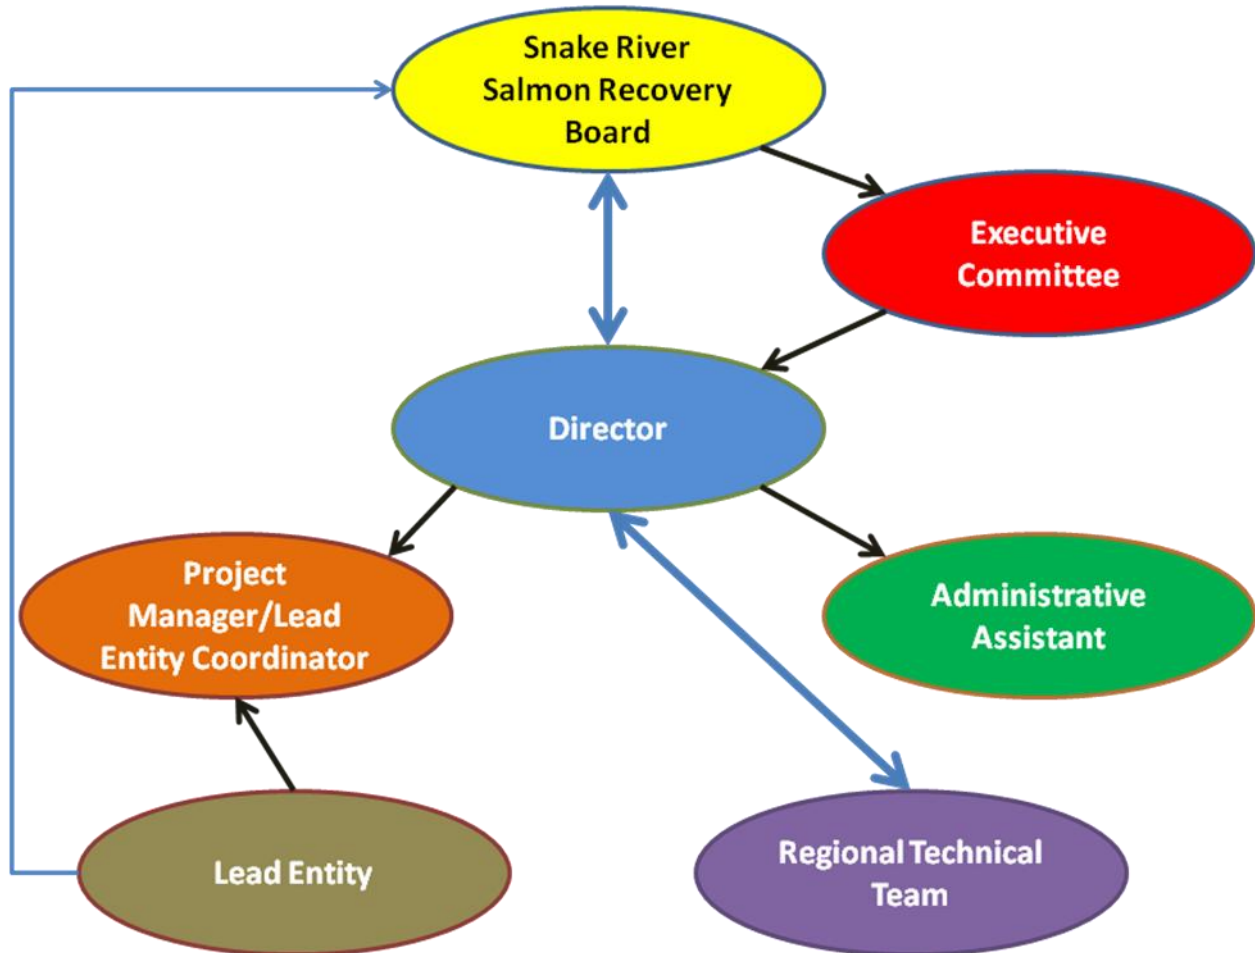 Snake River
Salmon Recovery
Board
Executive
Committee
Director
Project
Manager/Lead
Entity Coordinator
Administrative
Assistant
Lead Entity
Regional Technical
Team